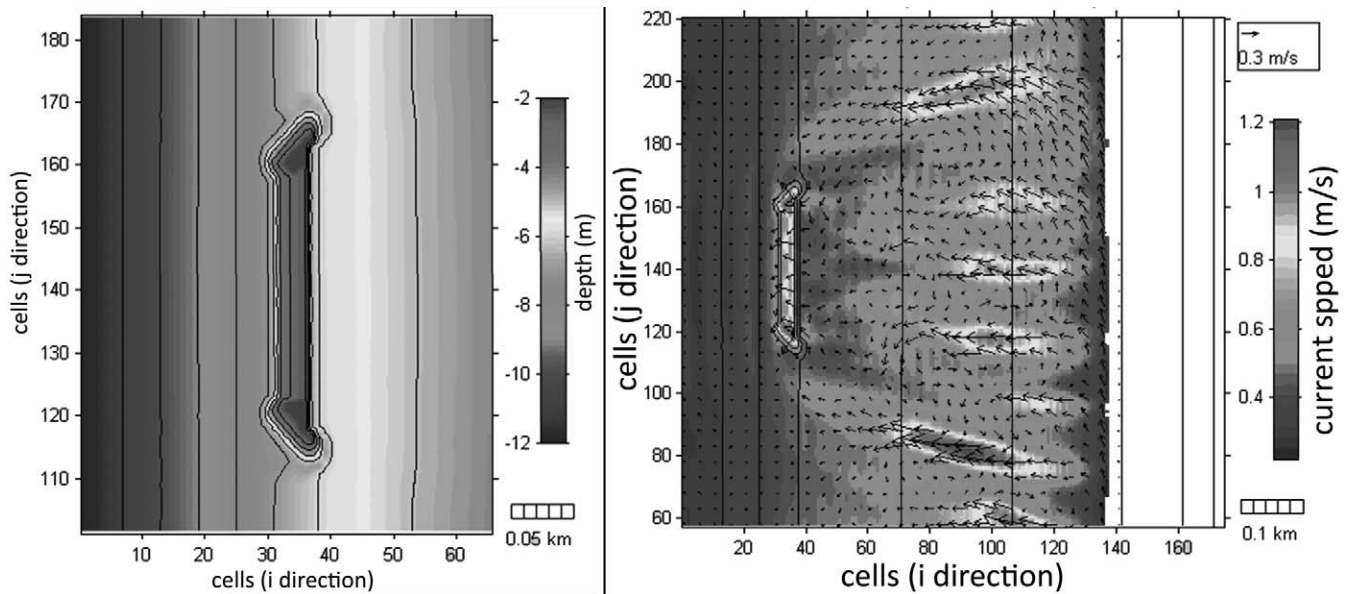 180
170
160
150
140
130
120
110
cells (j direction)
10 20 30 40 50 60
cells (i direction)
-2
-4
-6
-8
-10
-12
depth (m)
0.05 km
220
200
180
160
140
120
100
80
60
cells (j direction)
20 40 60 80 100 120 140 160
cells (i direction)
0.3 m/s
1.2
1
0.8
0.6
0.4
current spped (m/s)
0.1 km